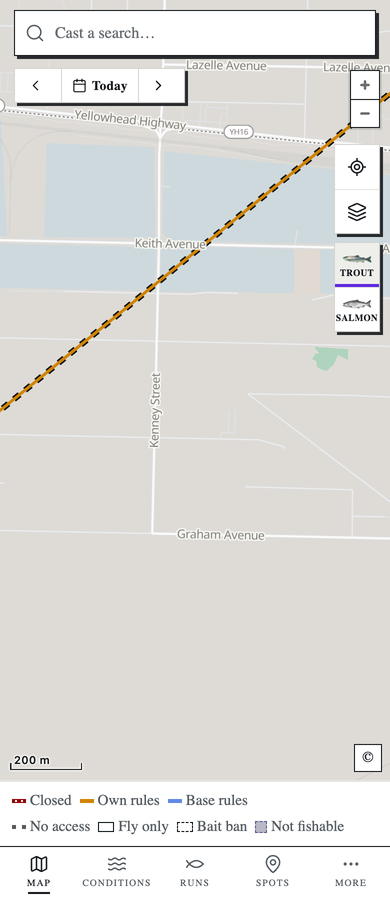 Cast a search…
Lazelle Avenue
Lazelle Aven
Today
+
Yellowhead Highway
YH16
−
Keith Avenue
A
TROUT
SALMON
Kenney Street
Graham Avenue
200 m
©
Closed Own rules Base rules
No access Fly only Bait ban Not fishable
MAP CONDITIONS RUNS SPOTS MORE